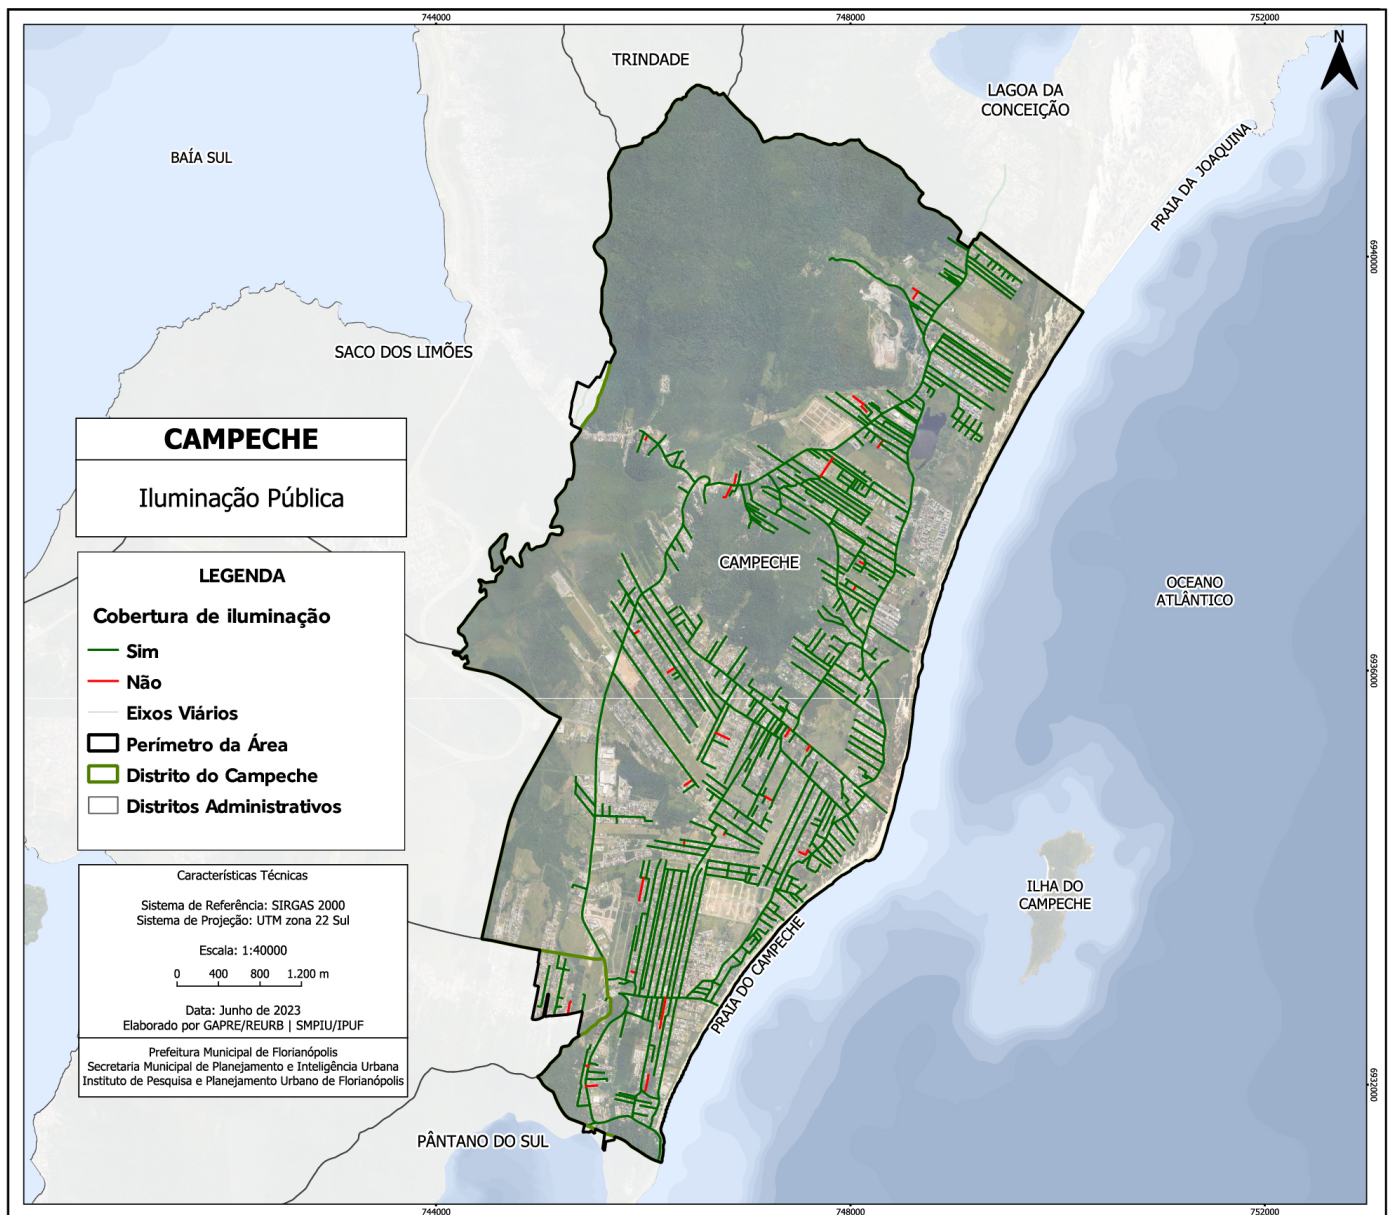 744000
748000
752000
N
TRINDADE
LAGOA DA
CONCEIÇÃO
PRAIA DA JOAQUINA
BAÍA SUL
6940000
SACO DOS LIMÕES
CAMPECHE
Iluminação Pública
LEGENDA
Cobertura de iluminação
Sim
Não
Eixos Viários
Perímetro da Área
Distrito do Campeche
Distritos Administrativos
CAMPECHE
OCEANO
ATLÂNTICO
6936000
Características Técnicas
Sistema de Referência: SIRGAS 2000
Sistema de Projeção: UTM zona 22 Sul
Escala: 1:40000
0 400 800 1.200 m
Data: Junho de 2023
Elaborado por GAPRE/REURB | SMPIU/IPUF
Prefeitura Municipal de Florianópolis
Secretaria Municipal de Planejamento e Inteligência Urbana
Instituto de Pesquisa e Planejamento Urbano de Florianópolis
ILHA DO
CAMPECHE
PRAIA DO CAMPECHE
6932000
PÂNTANO DO SUL
744000
748000
752000